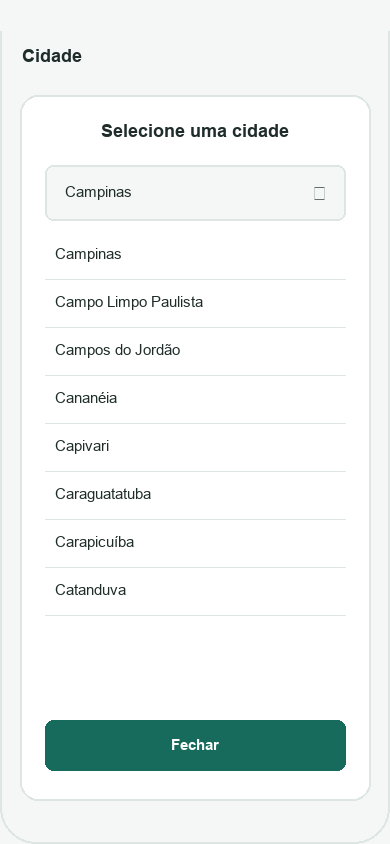 Cidade
Selecione uma cidade
Campinas
Campinas
Campo Limpo Paulista
Campos do Jordão
Cananéia
Capivari
Caraguatatuba
Carapicuíba
Catanduva
Fechar